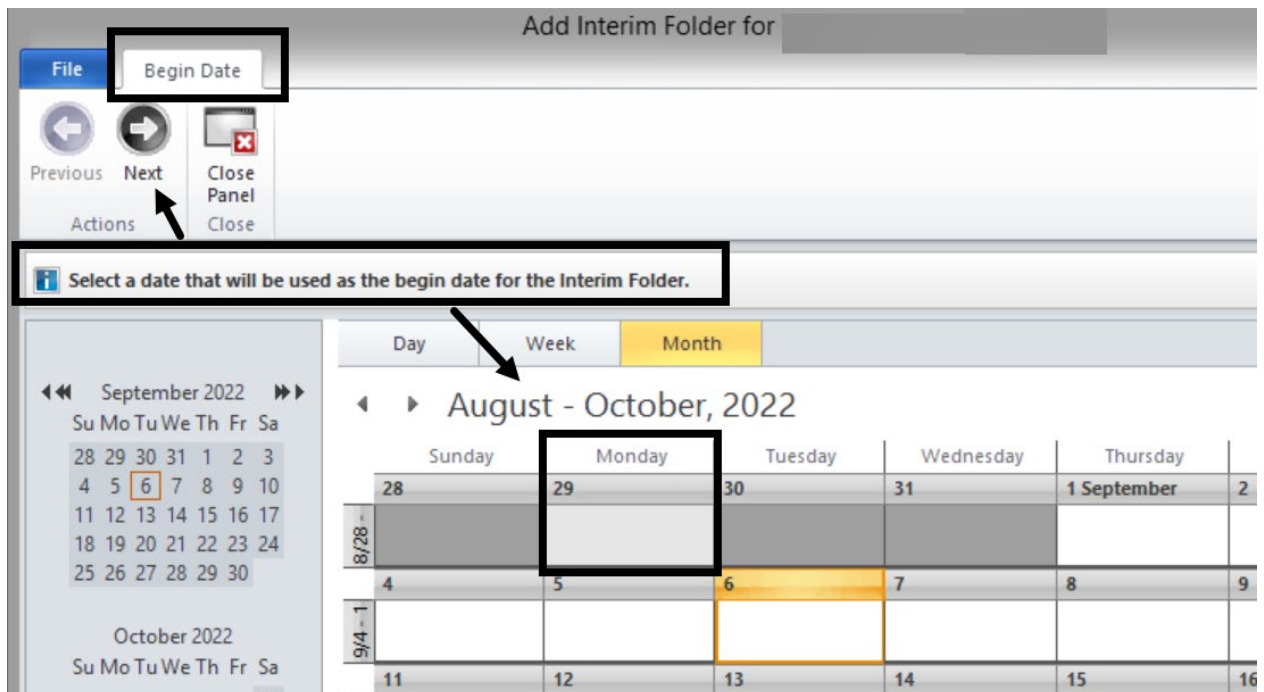 Add Interim Folder for
File Begin Date
Previous Next Close Panel
Actions Close
Select a date that will be used as the begin date for the Interim Folder.
Day Week Month
September 2022
Su Mo Tu We Th Fr Sa
28 29 30 31 1 2 3
4 5 6 7 8 9 10
11 12 13 14 15 16 17
18 19 20 21 22 23 24
25 26 27 28 29 30
October 2022
Su Mo Tu We Th Fr Sa
August - October, 2022
Sunday Monday Tuesday Wednesday Thursday
28 29 30 31 1 September 2
8/28 -
4 5 6 7 8 9
9/4 - 1
11 12 13 14 15 16